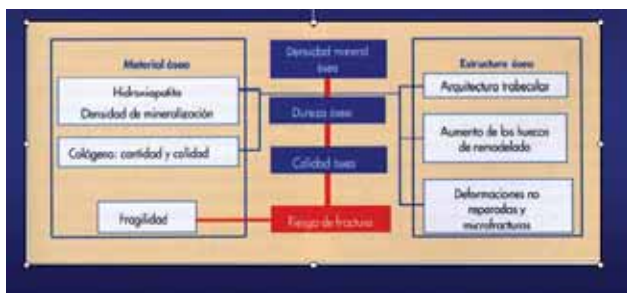 Material óseo
Hidroxiapatita
Densidad de mineralización
Colágeno: cantidad y calidad
Fragilidad
Densidad mineral
ósea
Dureza ósea
Calidad ósea
Riesgo de fractura
Estructura ósea
Arquitectura trabecular
Aumento de los huecos
de remodelado
Deformaciones no
reparadas y
microfracturas